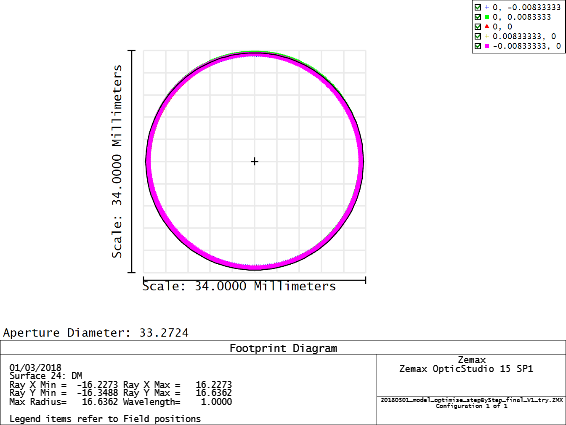 + 0, -0.00833333
0, 0.0083333
0, 0
0.00833333, 0
-0.00833333, 0
Scale: 34.0000 Millimeters
Scale: 34.0000 Millimeters
Aperture Diameter: 33.2724
Footprint Diagram
01/03/2018
Surface 24: DM
Ray X Min = -16.2273 Ray X Max = 16.2273
Ray Y Min = -16.3488 Ray Y Max = 16.6362
Max Radius= 16.6362 Wavelength= 1.0000
Legend items refer to Field positions
Zemax
Zemax OpticStudio 15 SP1
20180301_model_optimise_stepByStep_final_V1_try.ZMX
Configuration 1 of 1